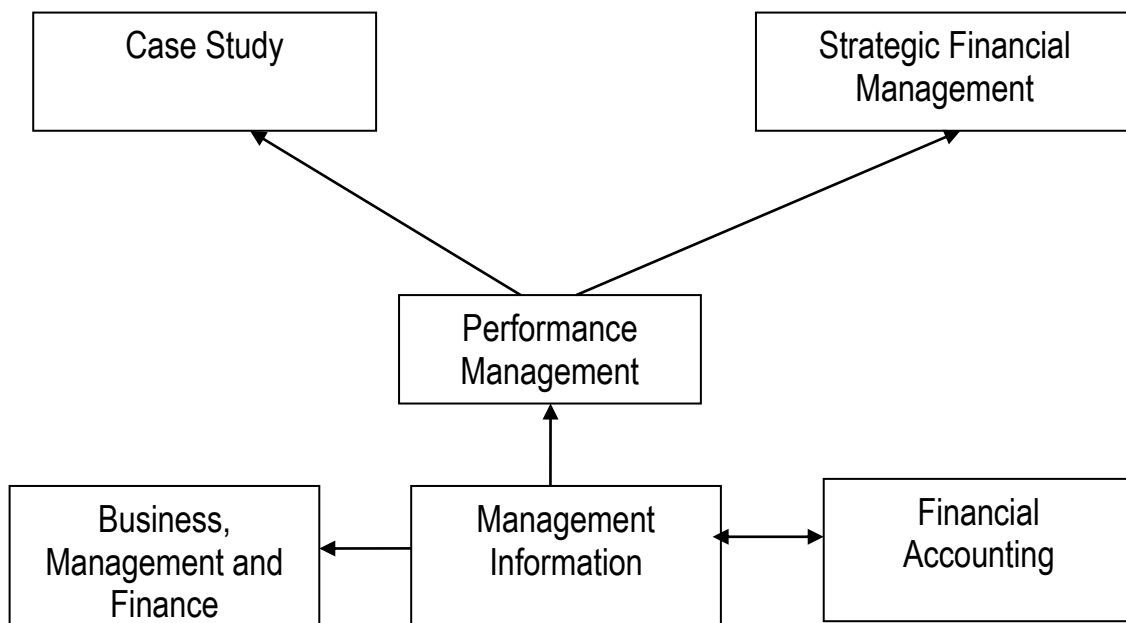 Case Study
Strategic Financial
Management
Performance
Management
Business,
Management and
Finance
Management
Information
Financial
Accounting